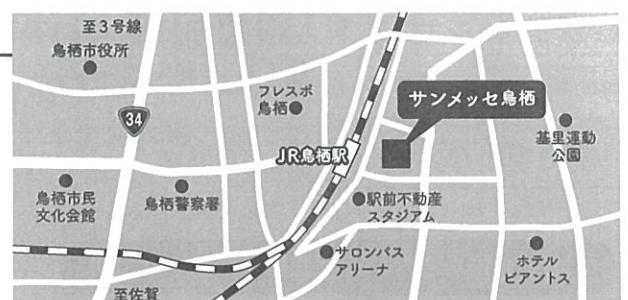 至3号線
鳥栖市役所
34
フレスポ
鳥栖
サンメッセ鳥栖
基里運動
公園
JR鳥栖駅
鳥栖市民
文化会館
鳥栖警察署
駅前不動産
スタジアム
サロンパス
アリーナ
ホテル
ビアントス
至佐賀